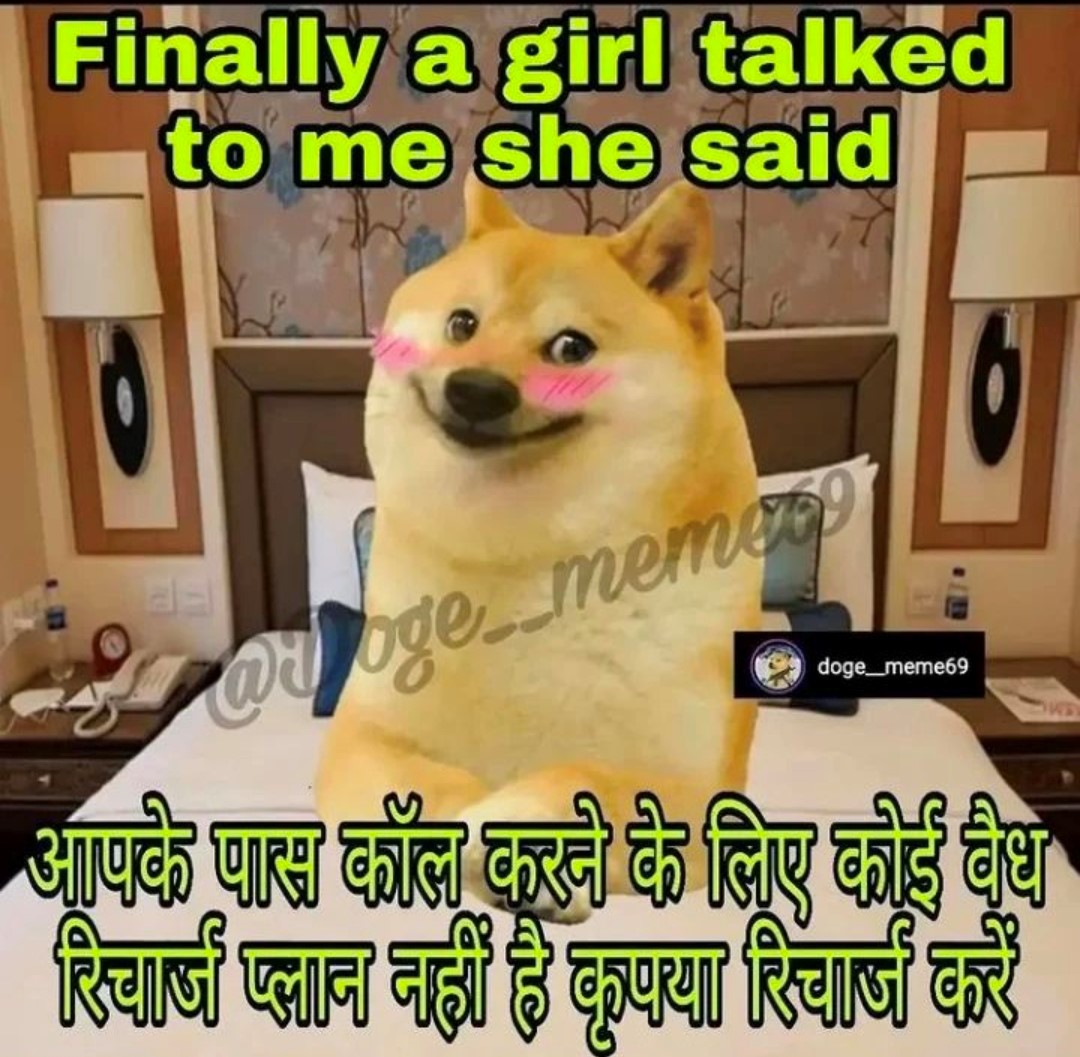 Finally a girl talked
to me she said
@Doge__meme69
doge__meme69
आपके पास कॉल करने के लिए कोई वैध
रिचार्ज प्लान नहीं है कृपया रिचार्ज करें